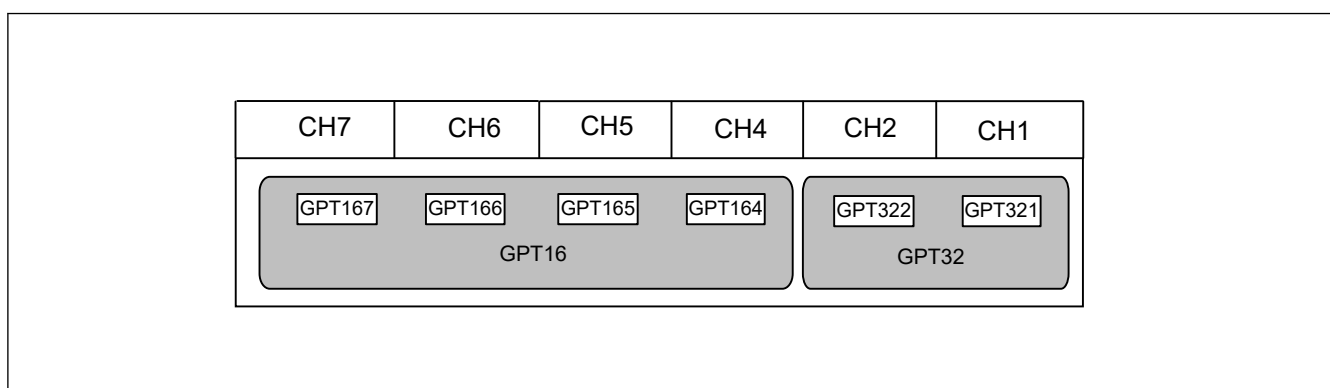 CH7 CH6 CH5 CH4 CH2 CH1
GPT167 GPT166 GPT165 GPT164 GPT322 GPT321
GPT16 GPT32